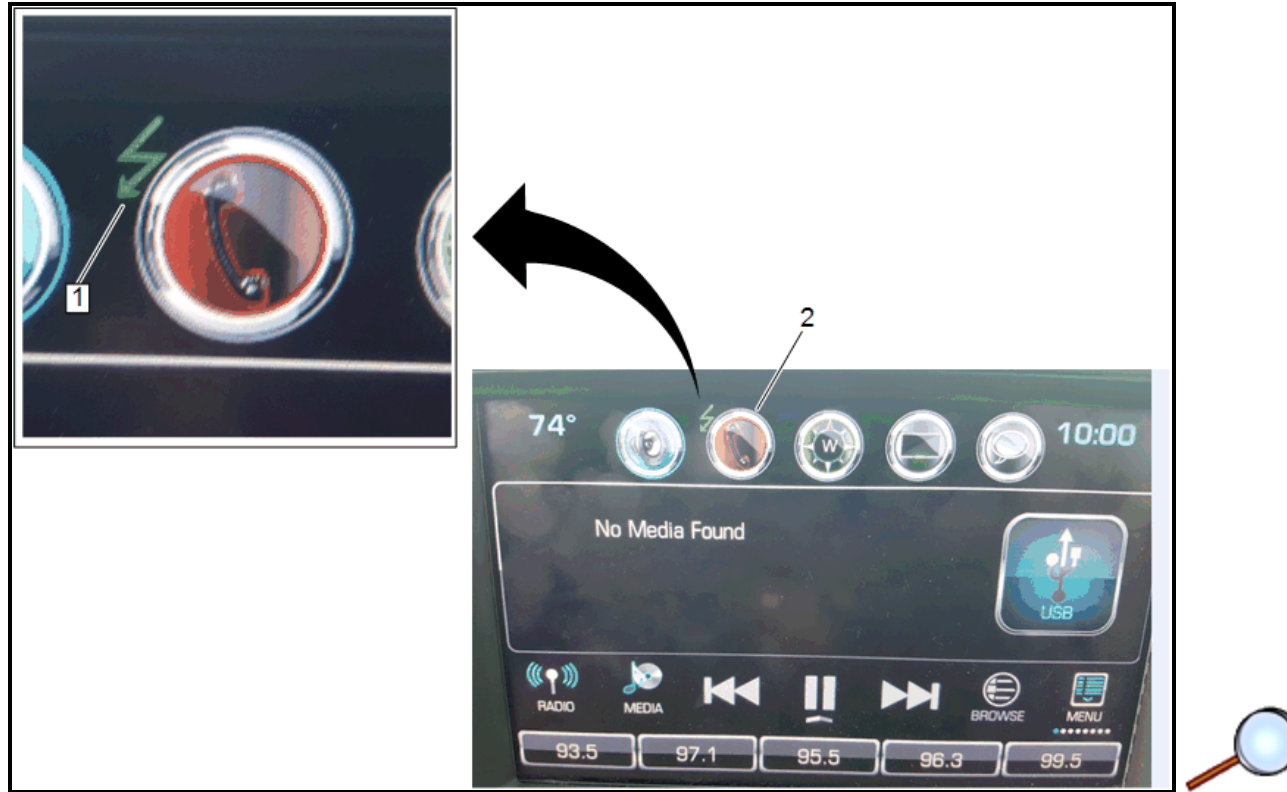 1
2
74°
10:00
W
No Media Found
USB
RADIO
MEDIA
BROWSE
MENU
93.5
97.1
95.5
96.3
99.5